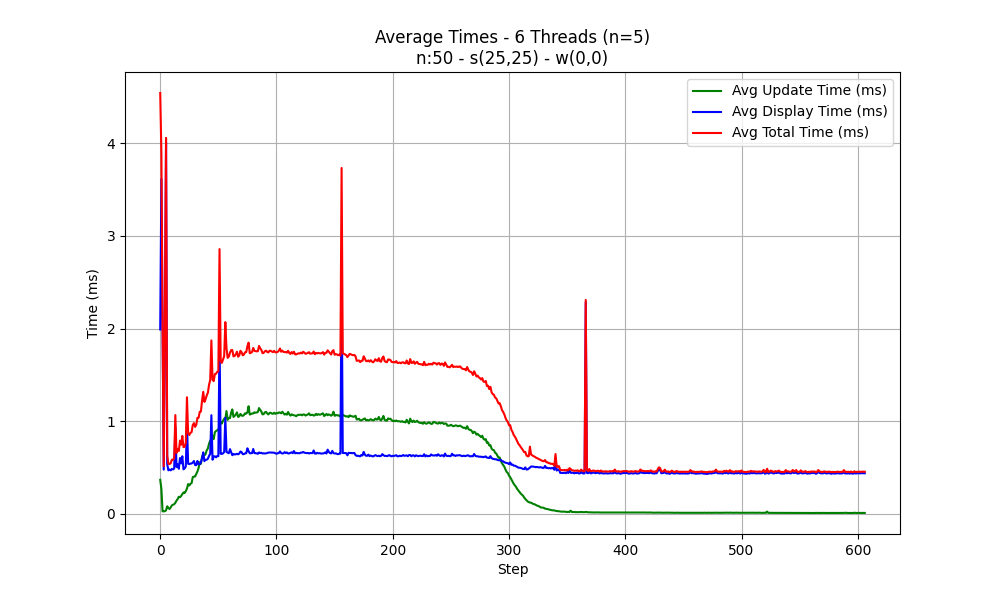 Average Times - 6 Threads (n=5)
n:50 - s(25,25) - w(0,0)
Avg Update Time (ms)
Avg Display Time (ms)
Avg Total Time (ms)
Time (ms)
4
3
2
1
0
0 100 200 300 400 500 600
Step